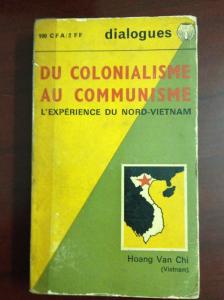 100 CFA/2 FF
dialogues
DU COLONIALISME
AU COMMUNISME
L'EXPÉRIENCE DU NORD-VIETNAM
Hoang Van Chi
(Vietnam)